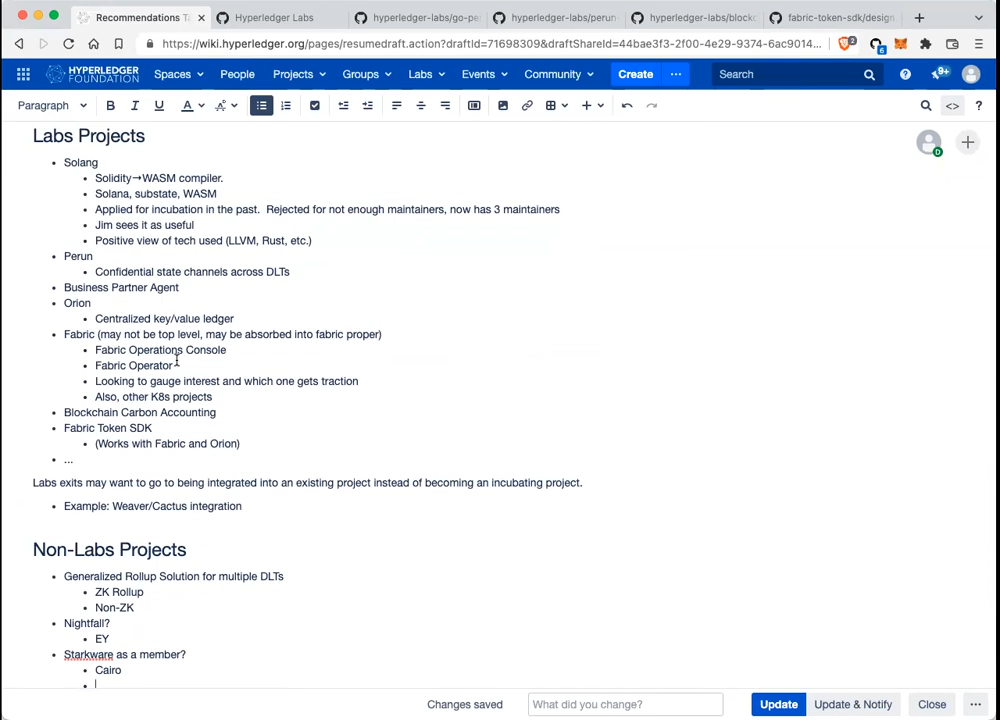 Recommendations Ta
Hyperledger Labs
hyperledger-labs/go-per
hyperledger-labs/perun-
hyperledger-labs/blockc
fabric-token-sdk/design
https://wiki.hyperledger.org/pages/resumedraft.action?draftId=71698309&draftShareId=44bae3f3-2f00-4e29-9374-6ac9014...
2
6
HYPERLEDGER FOUNDATION
Spaces
People
Projects
Groups
Labs
Events
Community
Create
Search
9+
Paragraph
B I U A
Labs Projects
• Solang
• Solidity→WASM compiler.
• Solana, substate, WASM
• Applied for incubation in the past. Rejected for not enough maintainers, now has 3 maintainers
• Jim sees it as useful
• Positive view of tech used (LLVM, Rust, etc.)
• Perun
• Confidential state channels across DLTs
• Business Partner Agent
• Orion
• Centralized key/value ledger
• Fabric (may not be top level, may be absorbed into fabric proper)
• Fabric Operations Console
• Fabric Operator
• Looking to gauge interest and which one gets traction
• Also, other K8s projects
• Blockchain Carbon Accounting
• Fabric Token SDK
• (Works with Fabric and Orion)
• ...
Labs exits may want to go to being integrated into an existing project instead of becoming an incubating project.
• Example: Weaver/Cactus integration
Non-Labs Projects
• Generalized Rollup Solution for multiple DLTs
• ZK Rollup
• Non-ZK
• Nightfall?
• EY
• Starkware as a member?
• Cairo
Changes saved
What did you change?
Update
Update & Notify
Close